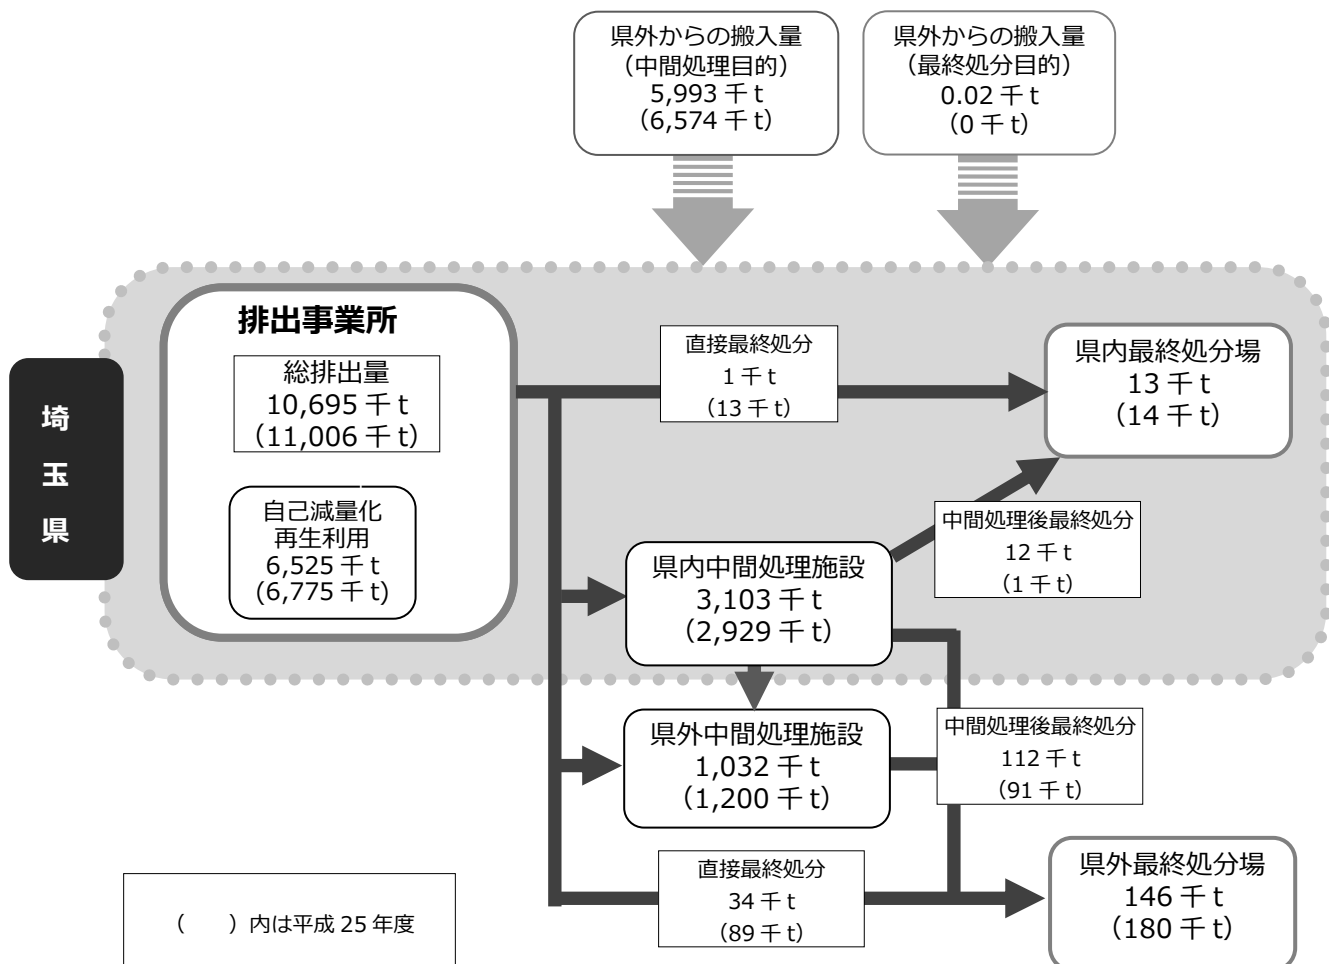 県外からの搬入量
（中間処理目的）
5,993 千 t
（6,574 千 t）
県外からの搬入量
（最終処分目的）
0.02 千 t
（0 千 t）
埼
玉
県
排出事業所
総排出量
10,695 千 t
（11,006 千 t）
自己減量化
再生利用
6,525 千 t
(6,775 千 t)
直接最終処分
1 千 t
（13 千 t）
県内最終処分場
13 千 t
（14 千 t）
中間処理後最終処分
12 千 t
（1 千 t）
県内中間処理施設
3,103 千 t
（2,929 千 t）
県外中間処理施設
1,032 千 t
（1,200 千 t）
中間処理後最終処分
112 千 t
（91 千 t）
直接最終処分
34 千 t
（89 千 t）
県外最終処分場
146 千 t
（180 千 t）
（　　）内は平成 25 年度